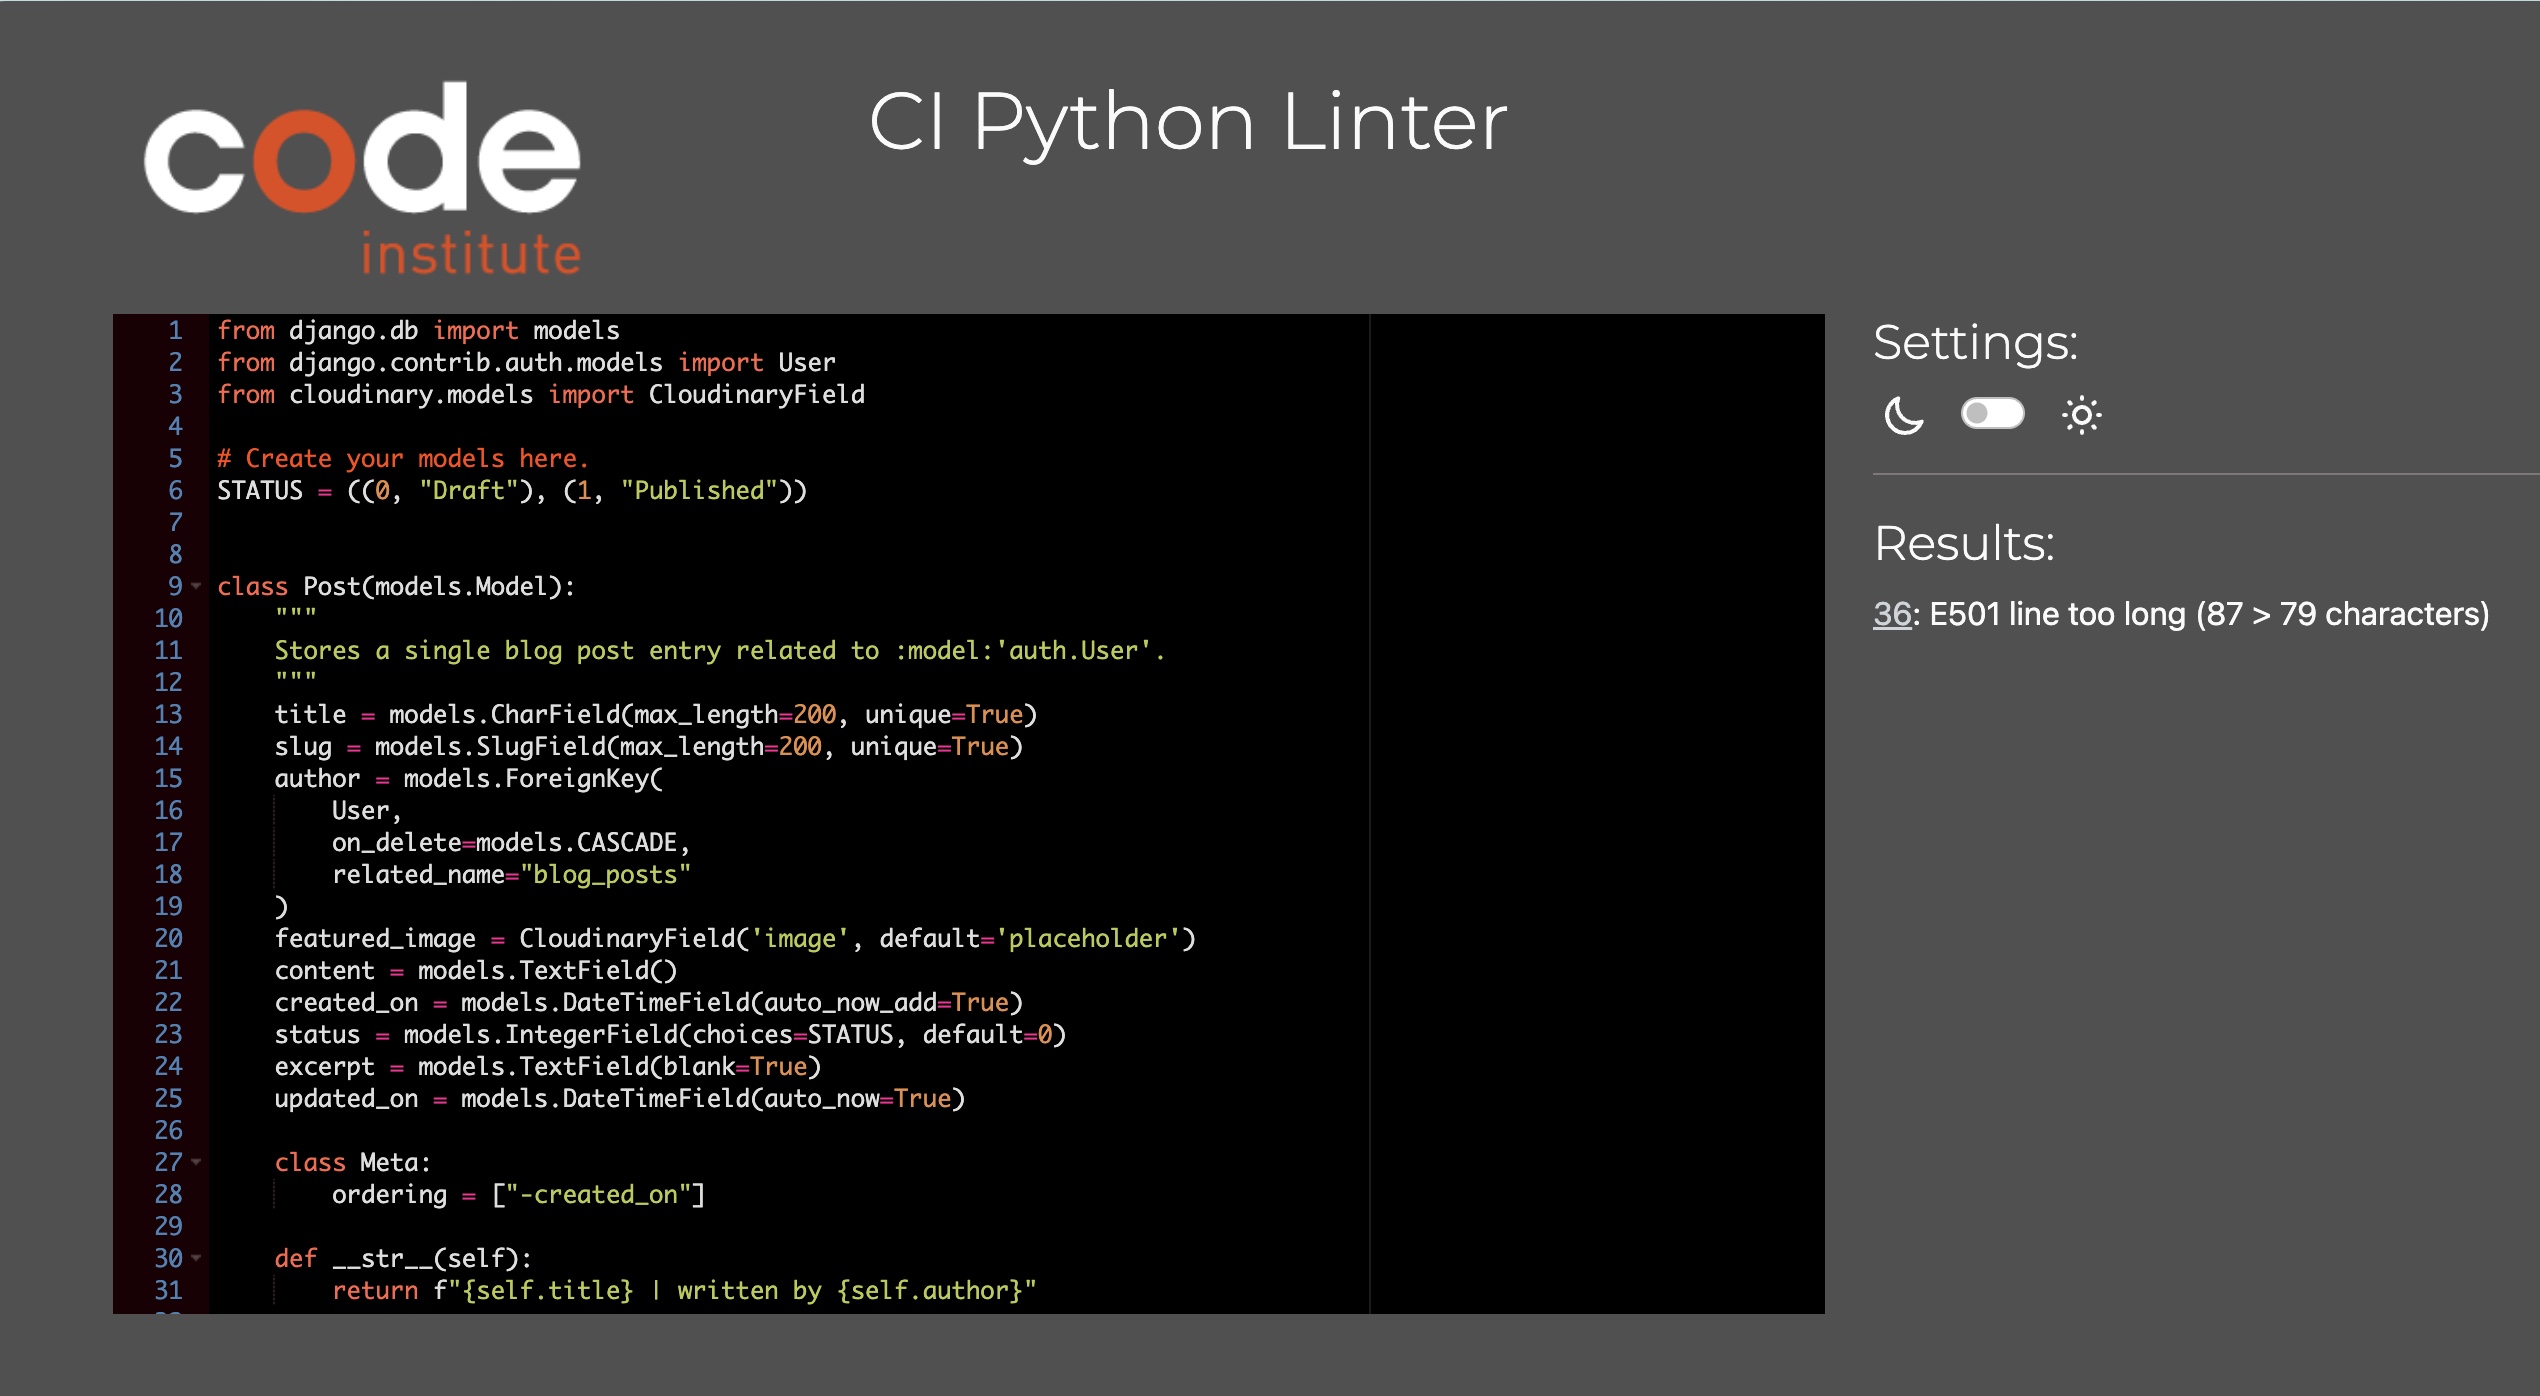 code
institute
CI Python Linter
1 from django.db import models
2 from django.contrib.auth.models import User
3 from cloudinary.models import CloudinaryField
4
5 # Create your models here.
6 STATUS = ((0, "Draft"), (1, "Published"))
7
8
9 class Post(models.Model):
10     """
11     Stores a single blog post entry related to :model:'auth.User'.
12     """
13     title = models.CharField(max_length=200, unique=True)
14     slug = models.SlugField(max_length=200, unique=True)
15     author = models.ForeignKey(
16         User,
17         on_delete=models.CASCADE,
18         related_name="blog_posts"
19     )
20     featured_image = CloudinaryField('image', default='placeholder')
21     content = models.TextField()
22     created_on = models.DateTimeField(auto_now_add=True)
23     status = models.IntegerField(choices=STATUS, default=0)
24     excerpt = models.TextField(blank=True)
25     updated_on = models.DateTimeField(auto_now=True)
26
27     class Meta:
28         ordering = ["-created_on"]
29
30     def __str__(self):
31         return f"{self.title} | written by {self.author}"
Settings:
Results:
36: E501 line too long (87 > 79 characters)